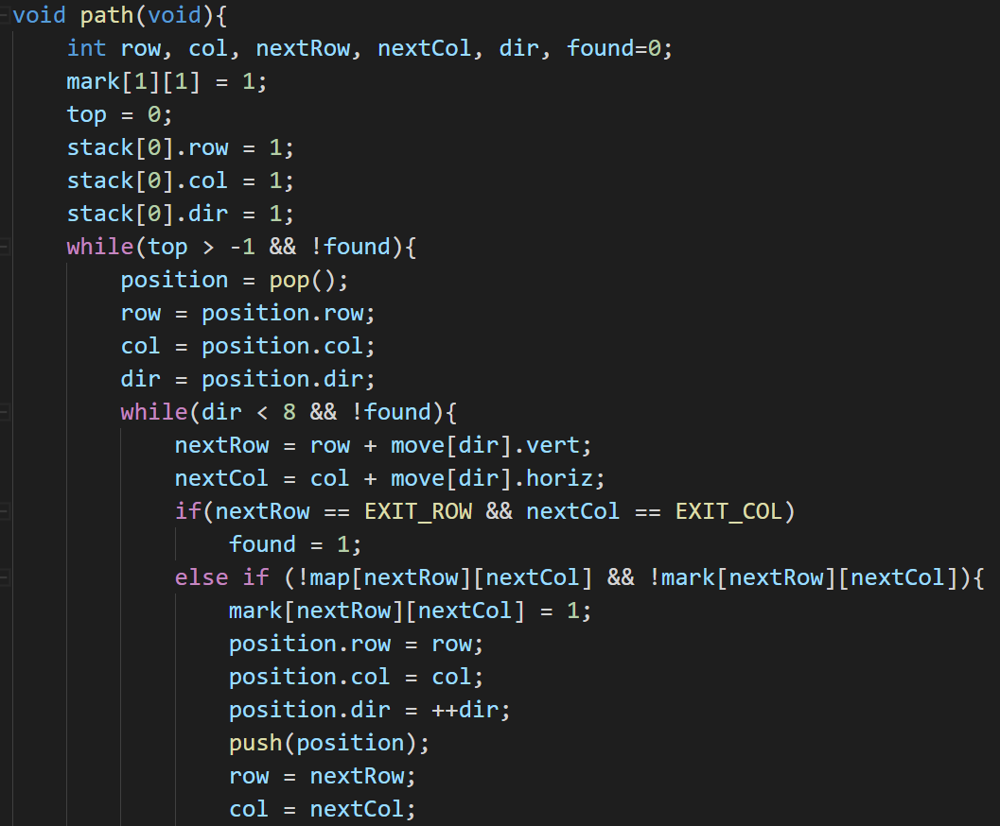 void path(void){
    int row, col, nextRow, nextCol, dir, found=0;
    mark[1][1] = 1;
    top = 0;
    stack[0].row = 1;
    stack[0].col = 1;
    stack[0].dir = 1;
    while(top > -1 && !found){
        position = pop();
        row = position.row;
        col = position.col;
        dir = position.dir;
        while(dir < 8 && !found){
            nextRow = row + move[dir].vert;
            nextCol = col + move[dir].horiz;
            if(nextRow == EXIT_ROW && nextCol == EXIT_COL)
                found = 1;
            else if (!map[nextRow][nextCol] && !mark[nextRow][nextCol]){
                mark[nextRow][nextCol] = 1;
                position.row = row;
                position.col = col;
                position.dir = ++dir;
                push(position);
                row = nextRow;
                col = nextCol;